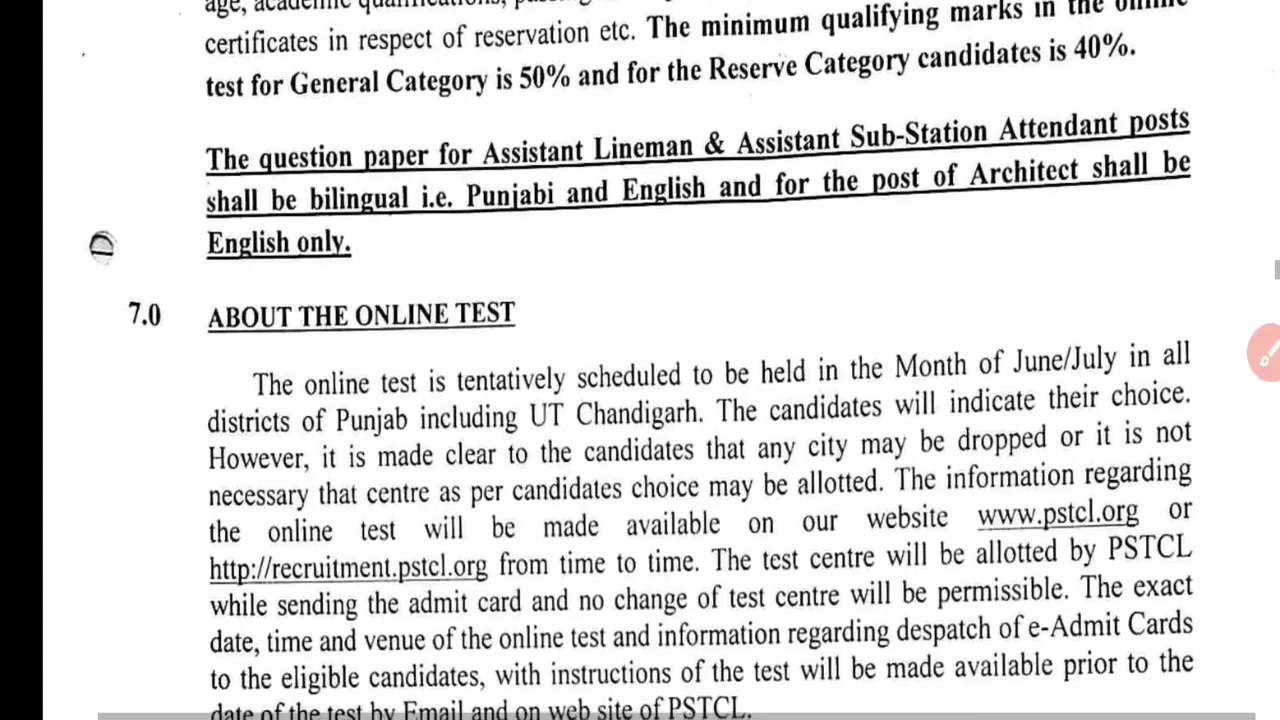 age, academic qualifications,
certificates in respect of reservation etc. The minimum qualifying marks in the online
test for General Category is 50% and for the Reserve Category candidates is 40%.
The question paper for Assistant Lineman & Assistant Sub-Station Attendant posts
shall be bilingual i.e. Punjabi and English and for the post of Architect shall be
English only.
7.0 ABOUT THE ONLINE TEST
The online test is tentatively scheduled to be held in the Month of June/July in all
districts of Punjab including UT Chandigarh. The candidates will indicate their choice.
However, it is made clear to the candidates that any city may be dropped or it is not
necessary that centre as per candidates choice may be allotted. The information regarding
the online test will be made available on our website www.pstcl.org or
http://recruitment.pstcl.org from time to time. The test centre will be allotted by PSTCL
while sending the admit card and no change of test centre will be permissible. The exact
date, time and venue of the online test and information regarding despatch of e-Admit Cards
to the eligible candidates, with instructions of the test will be made available prior to the
date of the test by Email and on web site of PSTCL.